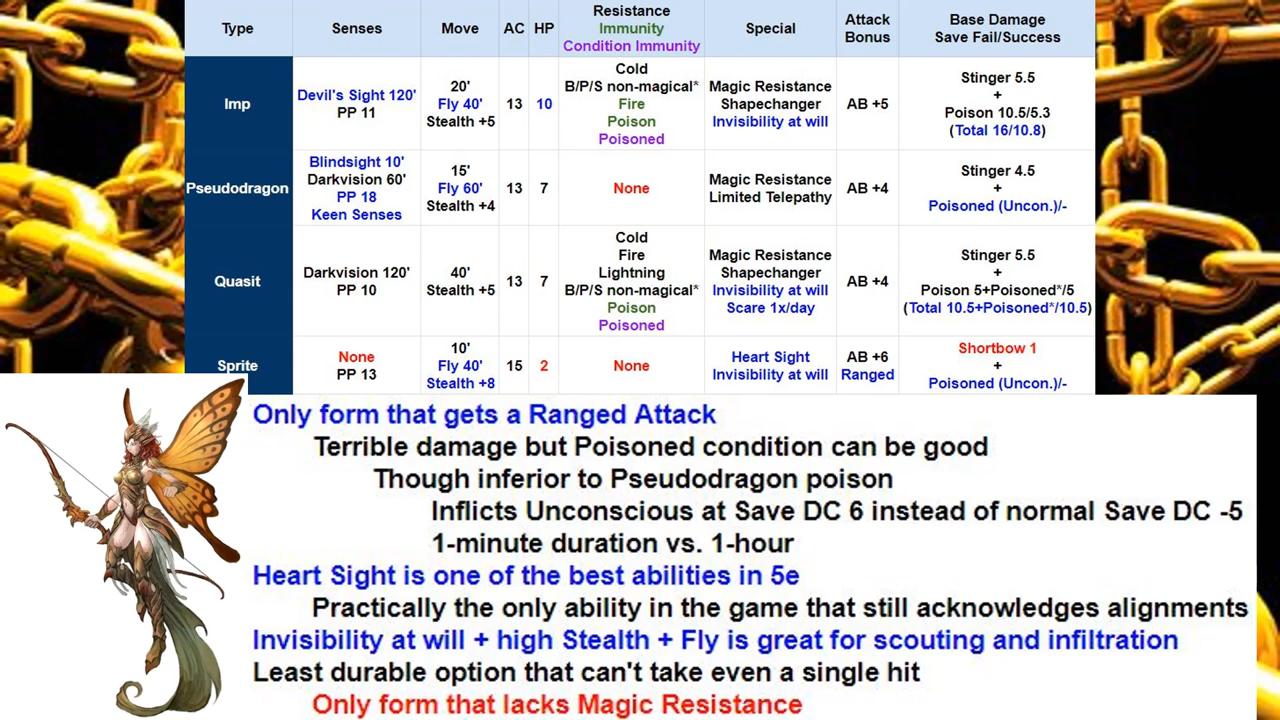 Type Senses Move AC HP Resistance Immunity Condition Immunity Special Attack Bonus Base Damage Save Fail/Success
Imp
Devil's Sight 120'
PP 11
20'
Fly 40'
Stealth +5
13
10
Cold
B/P/S non-magical*
Fire
Poison
Poisoned
Magic Resistance
Shapechanger
Invisibility at will
AB +5
Stinger 5.5
+
Poison 10.5/5.3
(Total 16/10.8)
Pseudodragon
Blindsight 10'
Darkvision 60'
PP 18
Keen Senses
15'
Fly 60'
Stealth +4
13
7
None
Magic Resistance
Limited Telepathy
AB +4
Stinger 4.5
+
Poisoned (Uncon.)/-
Quasit
Darkvision 120'
PP 10
40'
Stealth +5
13
7
Cold
Fire
Lightning
B/P/S non-magical*
Poison
Poisoned
Magic Resistance
Shapechanger
Invisibility at will
Scare 1x/day
AB +4
Stinger 5.5
+
Poison 5+Poisoned*/5
(Total 10.5+Poisoned*/10.5)
Sprite
None
PP 13
10'
Fly 40'
Stealth +8
15
2
None
Heart Sight
Invisibility at will
AB +6
Ranged
Shortbow 1
+
Poisoned (Uncon.)/-
Only form that gets a Ranged Attack
Terrible damage but Poisoned condition can be good
Though inferior to Pseudodragon poison
Inflicts Unconscious at Save DC 6 instead of normal Save DC -5
1-minute duration vs. 1-hour
Heart Sight is one of the best abilities in 5e
Practically the only ability in the game that still acknowledges alignments
Invisibility at will + high Stealth + Fly is great for scouting and infiltration
Least durable option that can't take even a single hit
Only form that lacks Magic Resistance